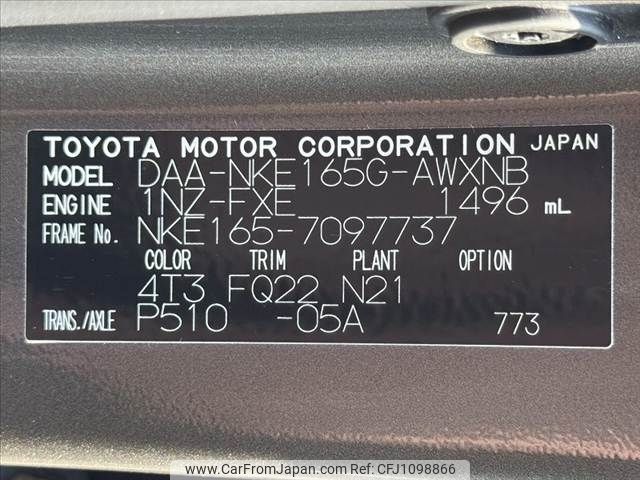 TOYOTA MOTOR CORPORATION JAPAN
MODEL DAA-NKE165G-AWXNB
ENGINE 1NZ-FXE 1496 mL
FRAME No. NKE165-7097737
COLOR TRIM PLANT OPTION
4T3 FQ22 N21
TRANS./AXLE P510 -05A 773
www.CarFromJapan.com | Ref No.CFJ1098866